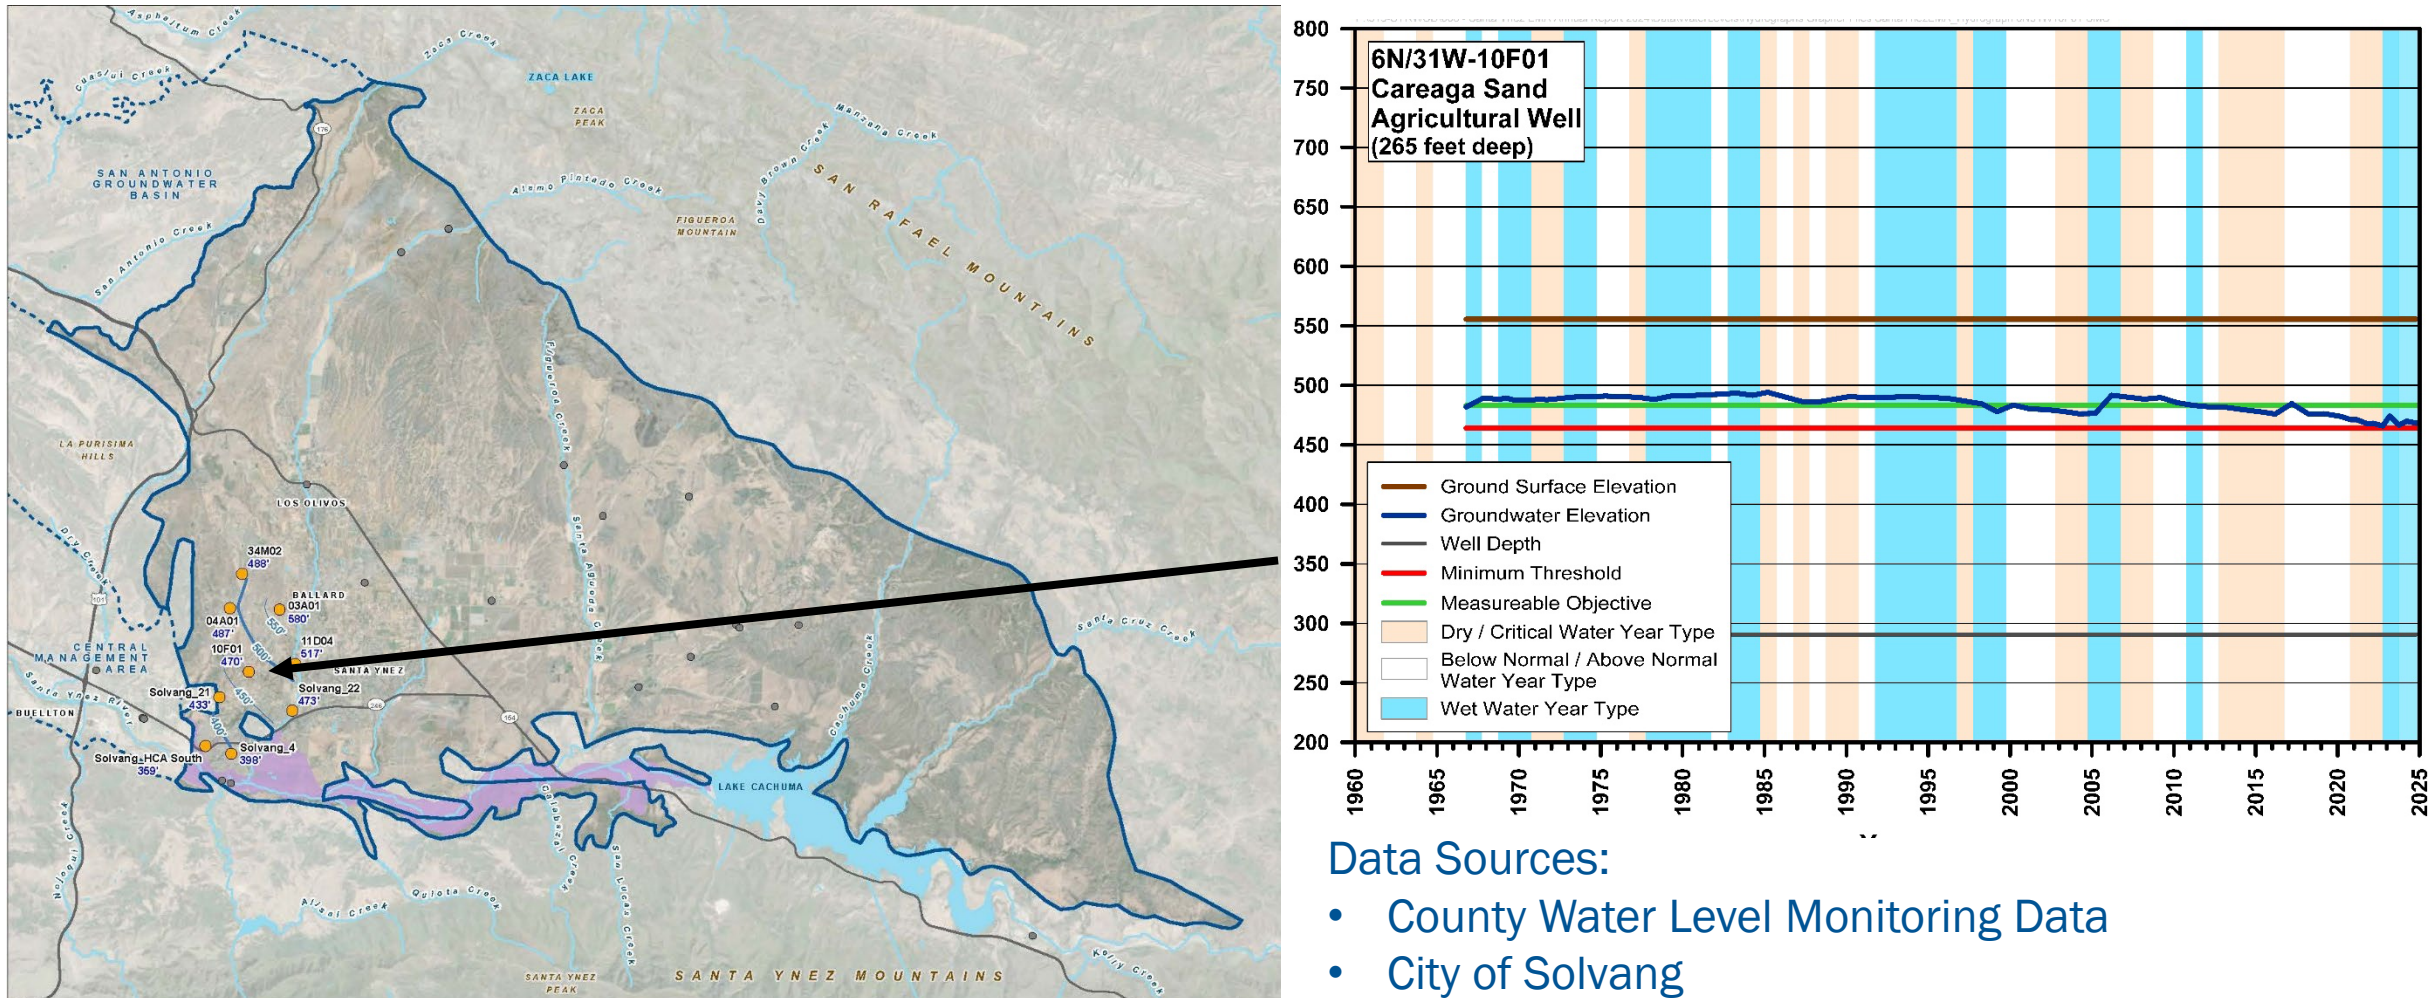 Asphaltum Creek
Zaca Creek
Cuaslui Creek
ZACA LAKE
ZACA
PEAK
Manzana Creek
176
Davy Brown Creek
SAN ANTONIO
GROUNDWATER
BASIN
Alamo Pintado Creek
SAN RAFAEL MOUNTAINS
FIGUEROA
MOUNTAIN
San Antonio Creek
Figueroa Creek
LA PURISIMA
HILLS
LOS OLIVOS
Dry Creek
Santa Agueda Creek
34M02
488'
101
BALLARD
03A01
580'
04A01
487'
550'
11D04
517'
Santa Cruz Creek
CENTRAL
MANAGEMENT
AREA
10F01
470'
500'
SANTA YNEZ
Cachuma Creek
Santa Ynez River
Solvang_21
433'
450'
Solvang_22
473'
246
154
BUELLTON
400'
Solvang_4
398'
Solvang_HCA South
359'
LAKE CACHUMA
Nojoqui Creek
Calabazal Creek
San Lucas Creek
Alisal Creek
Quiota Creek
Kelly Creek
SANTA YNEZ
PEAK
SANTA YNEZ MOUNTAINS
6N/31W-10F01
Careaga Sand
Agricultural Well
(265 feet deep)
800
750
700
650
600
550
500
450
400
350
300
250
200
Ground Surface Elevation
Groundwater Elevation
Well Depth
Minimum Threshold
Measureable Objective
Dry / Critical Water Year Type
Below Normal / Above Normal
Water Year Type
Wet Water Year Type
1960 1965 1970 1975 1980 1985 1990 1995 2000 2005 2010 2015 2020 2025
Data Sources:
• County Water Level Monitoring Data
• City of Solvang